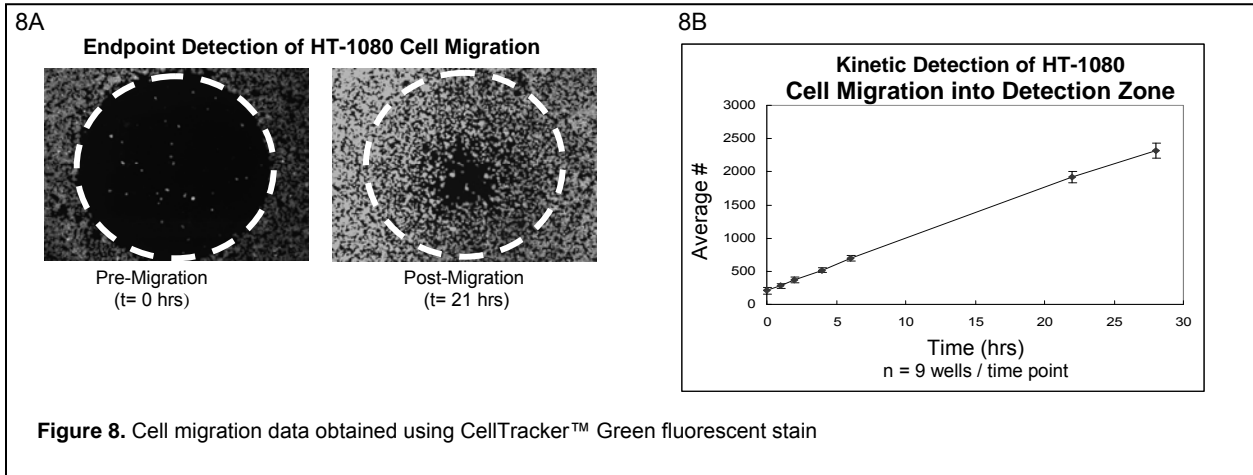 8A
Endpoint Detection of HT-1080 Cell Migration
Pre-Migration
(t= 0 hrs)
Post-Migration
(t= 21 hrs)
8B
Kinetic Detection of HT-1080
Cell Migration into Detection Zone
Average #
3000
2500
2000
1500
1000
500
0
0 5 10 15 20 25 30
Time (hrs)
n = 9 wells / time point
Figure 8. Cell migration data obtained using CellTracker™ Green fluorescent stain